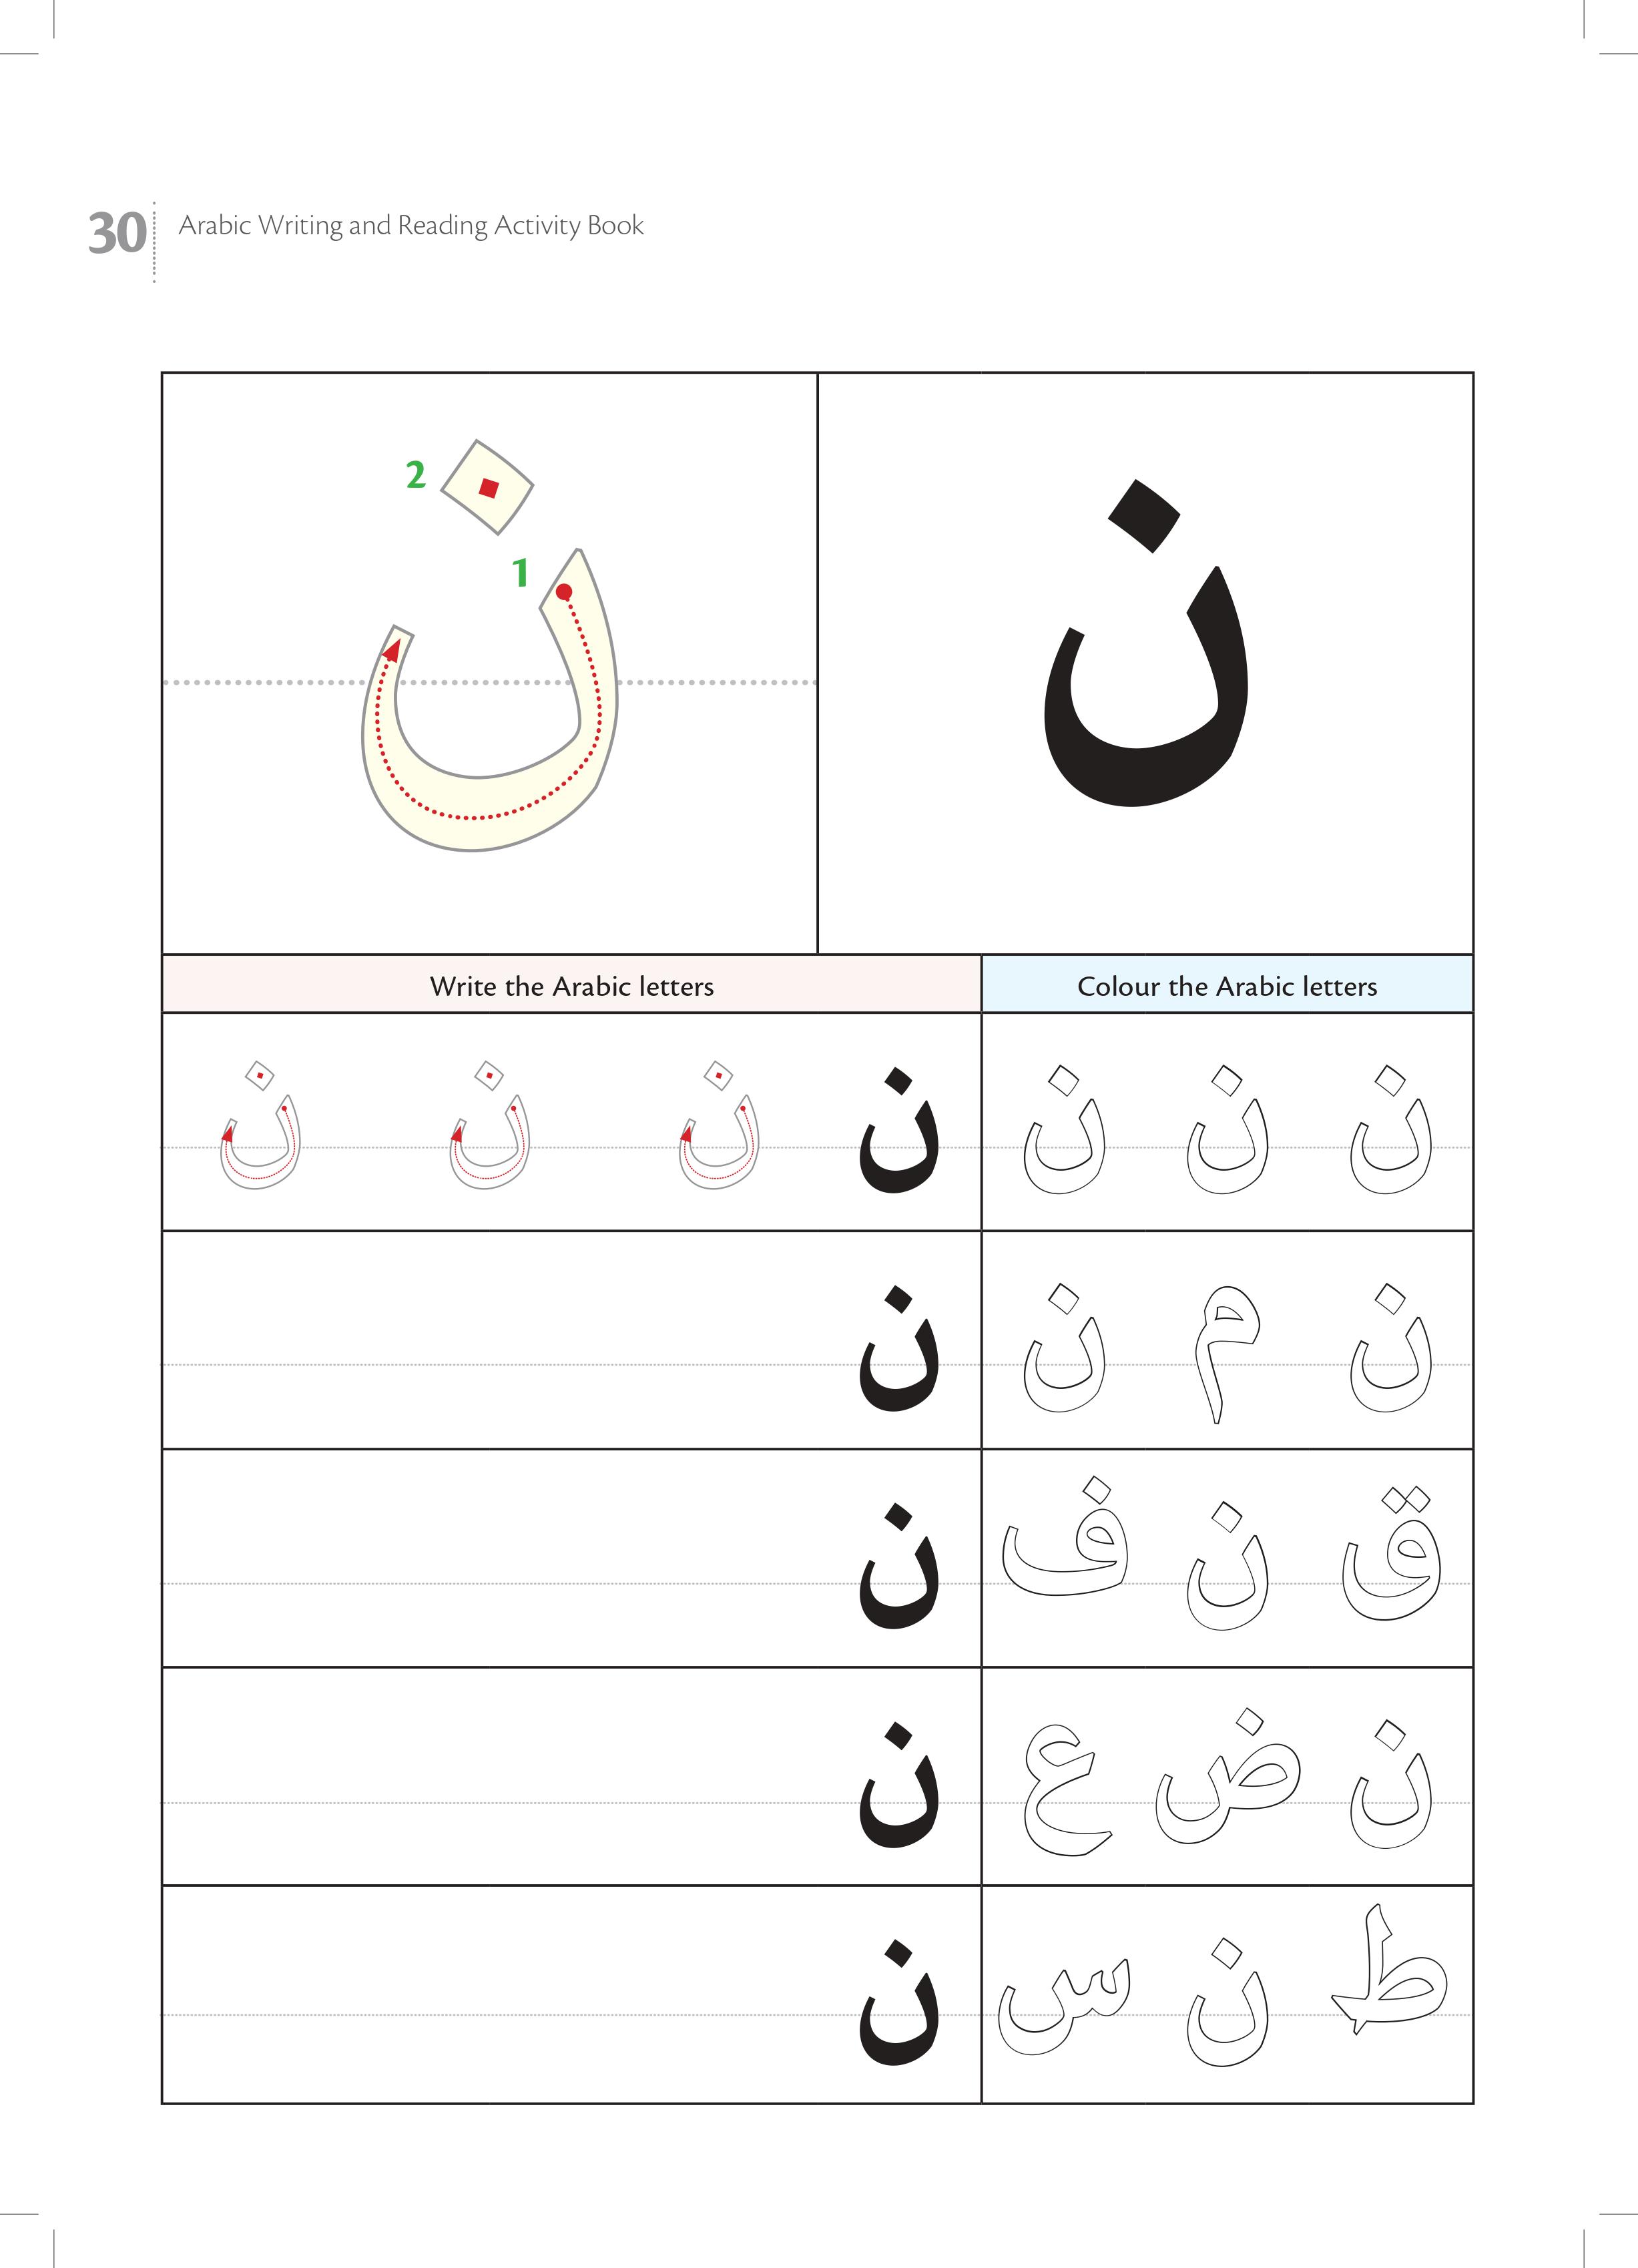 30 Arabic Writing and Reading Activity Book
2
1
ن
Write the Arabic letters Colour the Arabic letters
ن ن ن ن ن ن ن
ن م ن ن
ق ن ف ن
ن ض ع ن
ط ن س ن